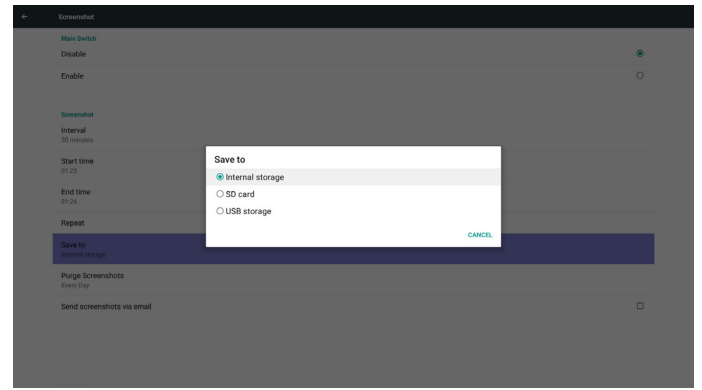 Screenshot
Main Switch
Disable
Enable
Screenshot
Interval
30 minutes
Start time
01:23
End time
01:24
Repeat
Save to
Internal storage
Purge Screenshots
Every Day
Send screenshots via email
Save to
Internal storage
SD card
USB storage
CANCEL